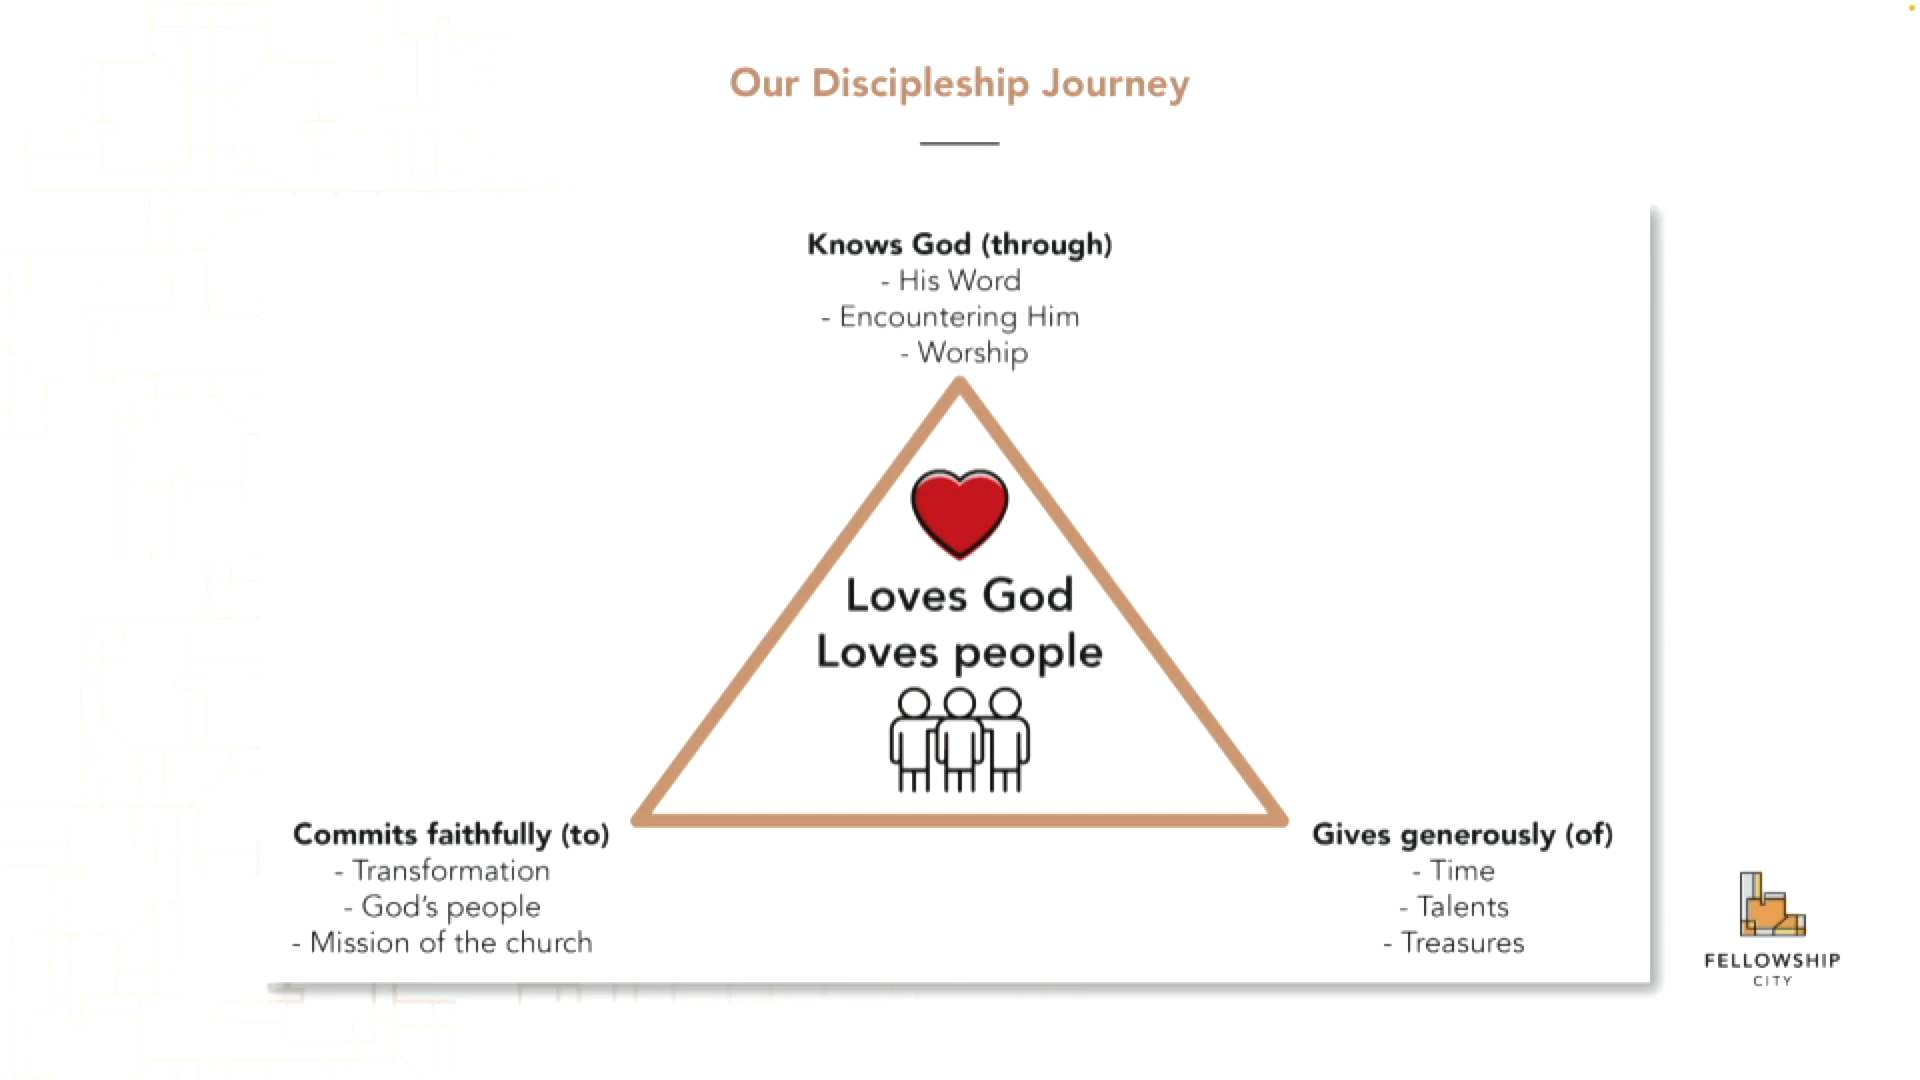 Our Discipleship Journey
Knows God (through)
- His Word
- Encountering Him
- Worship
Loves God
Loves people
Commits faithfully (to)
- Transformation
- God's people
- Mission of the church
Gives generously (of)
- Time
- Talents
- Treasures
FELLOWSHIP
CITY